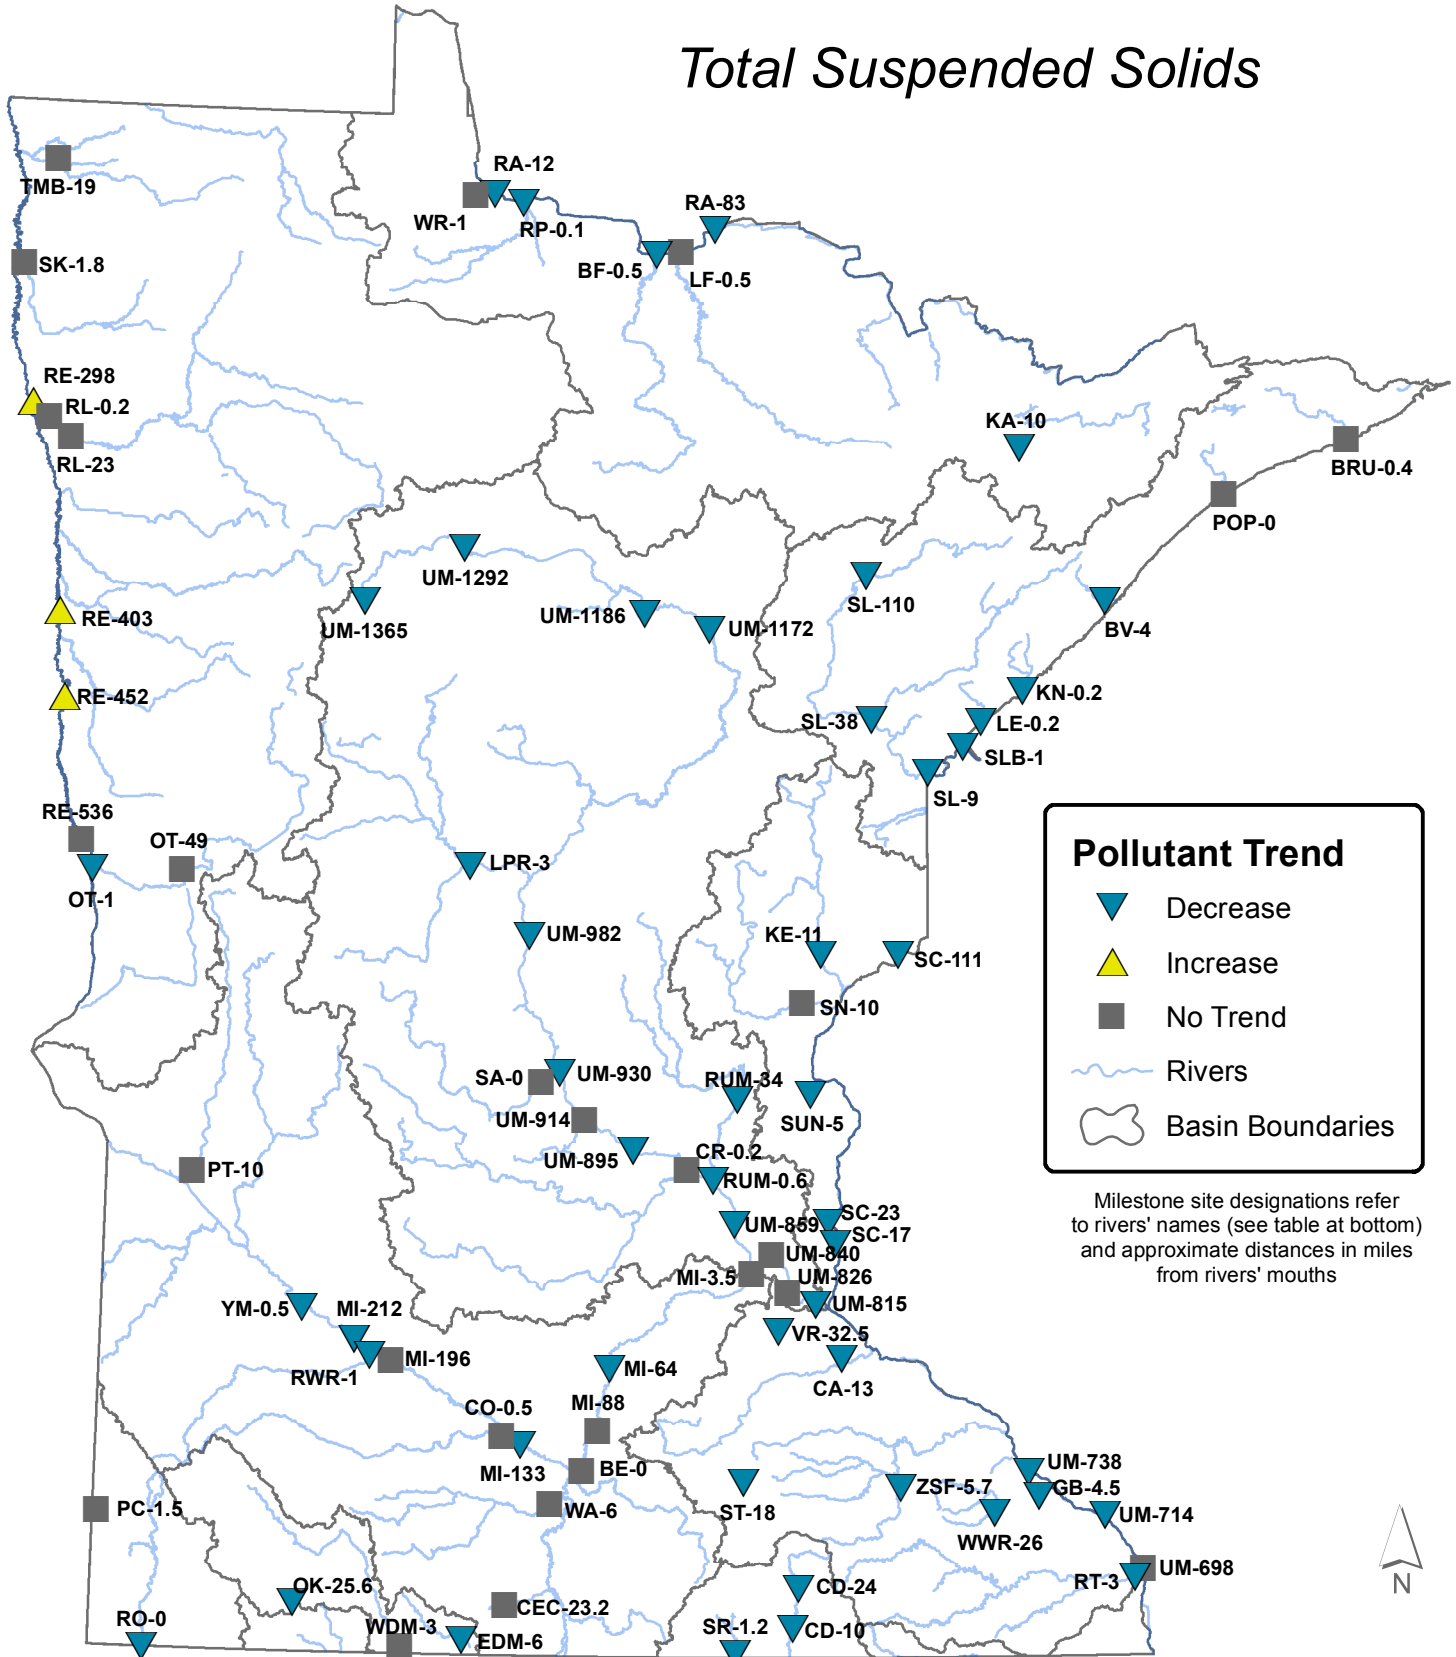 Total Suspended Solids
RA-12
TMB-19
RA-83
WR-1
RP-0.1
SK-1.8
BF-0.5
LF-0.5
RE-298
RL-0.2
KA-10
RL-23
BRU-0.4
POP-0
UM-1292
SL-110
UM-1365
UM-1186
UM-1172
RE-403
BV-4
RE-452
KN-0.2
SL-38
LE-0.2
SLB-1
SL-9
RE-536
OT-49
LPR-3
OT-1
KE-11
UM-982
SC-111
SN-10
SA-0
UM-930
RUM-34
UM-914
SUN-5
CR-0.2
UM-895
PT-10
RUM-0.6
SC-23
UM-859
SC-17
UM-840
MI-3.5
UM-826
YM-0.5
MI-212
UM-815
VR-32.5
MI-196
RWR-1
MI-64
CA-13
CO-0.5
MI-88
MI-133
BE-0
UM-738
ZSF-5.7
GB-4.5
PC-1.5
WA-6
ST-18
UM-714
WWR-26
UM-698
RT-3
OK-25.6
CD-24
CEC-23.2
RO-0
WDM-3
EDM-6
SR-1.2
CD-10
Pollutant Trend
Decrease
Increase
No Trend
Rivers
Basin Boundaries
Milestone site designations refer
to rivers' names (see table at bottom)
and approximate distances in miles
from rivers' mouths
N